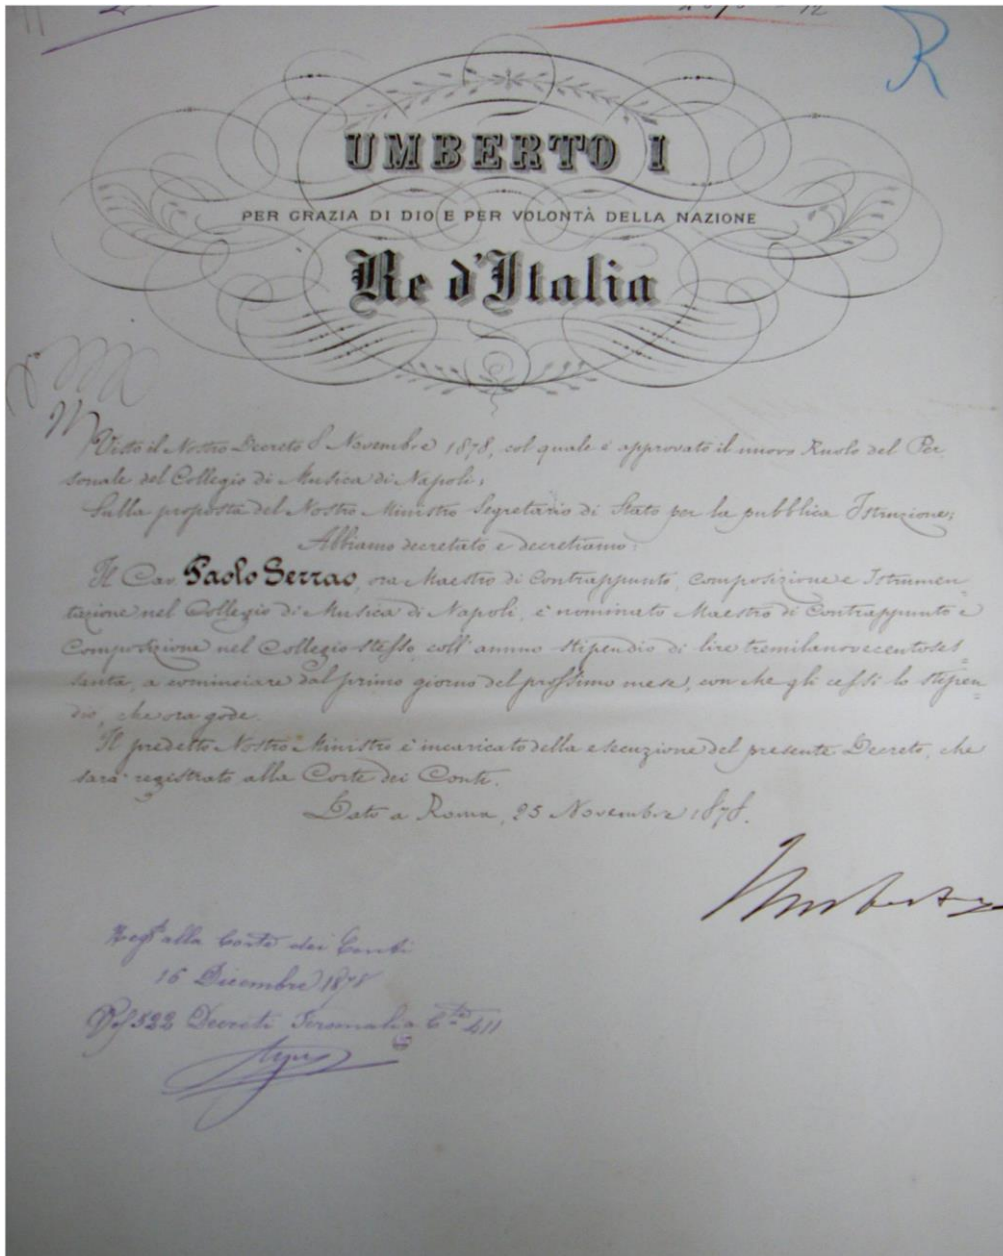 R
UMBERTO I
PER GRAZIA DI DIO E PER VOLONTÀ DELLA NAZIONE
Re d'Italia
Visto il Nostro Decreto 8 Novembre 1878, col quale è approvato il nuovo Ruolo del Per
sonale del Collegio di Musica di Napoli;
Sulla proposta del Nostro Ministro Segretario di Stato per la pubblica Istruzione;
Abbiamo decretato e decretiamo:
Il Cav. Paolo Serrao, ora Maestro di Contrappunto, Composizione e Istrumen=
tazione nel Collegio di Musica di Napoli, è nominato Maestro di Contrappunto e
Composizione nel Collegio stesso, coll'annuo stipendio di lire tremilanovecentoses=
santa, a cominciare dal primo giorno del prossimo mese, con che gli cessi lo stipen=
dio, che ora gode.
Il predetto Nostro Ministro è incaricato della esecuzione del presente Decreto, che
sarà registrato alla Corte dei Conti.
Dato a Roma, 25 Novembre 1878.
Umberto
Regto alla Corte dei Conti
16 Dicembre 1878
522 Decreti Personali 411